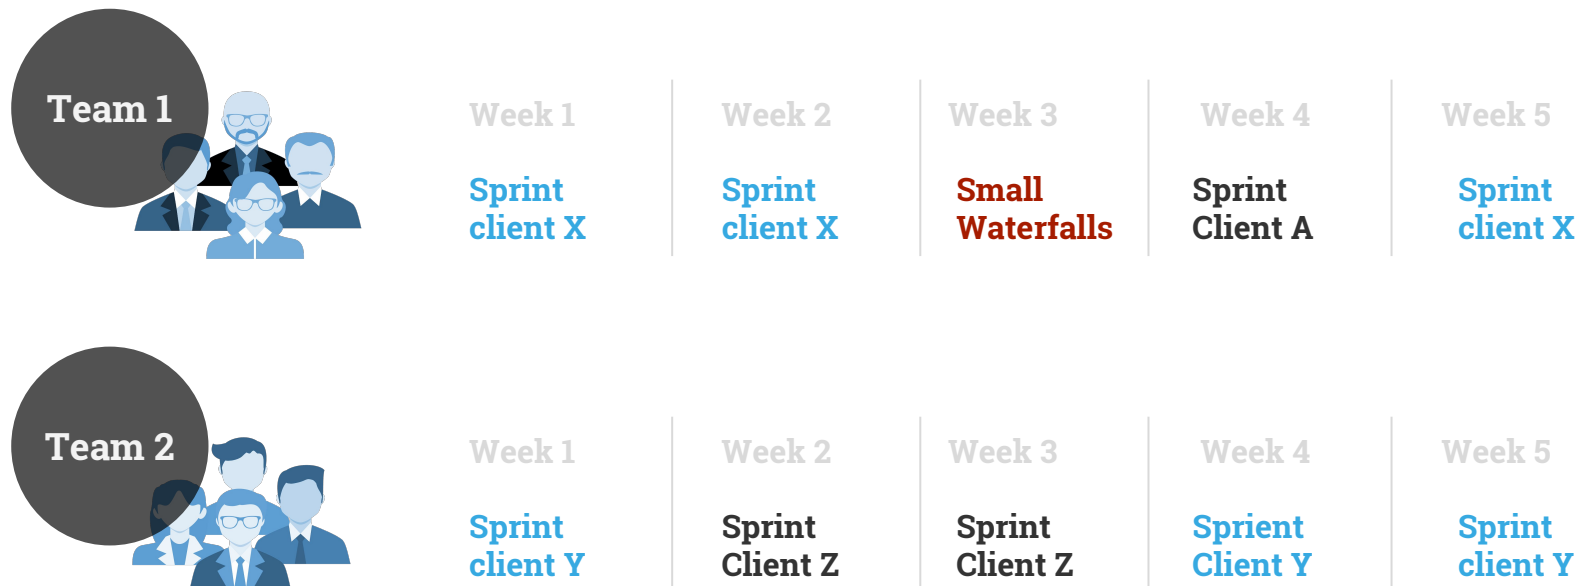 Team 1
Week 1 Week 2 Week 3 Week 4 Week 5
Sprint Sprint Small Sprint Sprint
client X client X Waterfalls Client A client X
Team 2
Week 1 Week 2 Week 3 Week 4 Week 5
Sprint Sprint Sprint Sprient Sprint
client Y Client Z Client Z Client Y client Y